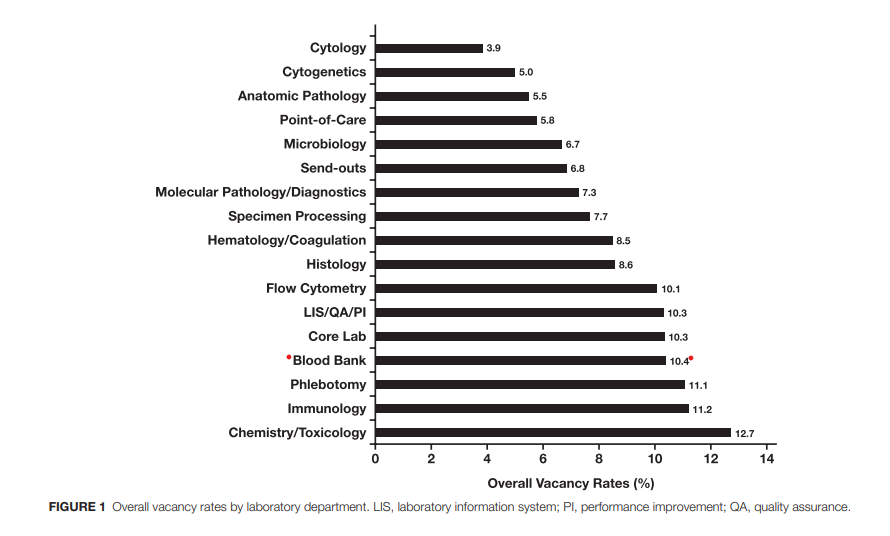 Cytology 3.9
Cytogenetics 5.0
Anatomic Pathology 5.5
Point-of-Care 5.8
Microbiology 6.7
Send-outs 6.8
Molecular Pathology/Diagnostics 7.3
Specimen Processing 7.7
Hematology/Coagulation 8.5
Histology 8.6
Flow Cytometry 10.1
LIS/QA/PI 10.3
Core Lab 10.3
Blood Bank 10.4
Phlebotomy 11.1
Immunology 11.2
Chemistry/Toxicology 12.7
0 2 4 6 8 10 12 14
Overall Vacancy Rates (%)
FIGURE 1 Overall vacancy rates by laboratory department. LIS, laboratory information system; PI, performance improvement; QA, quality assurance.